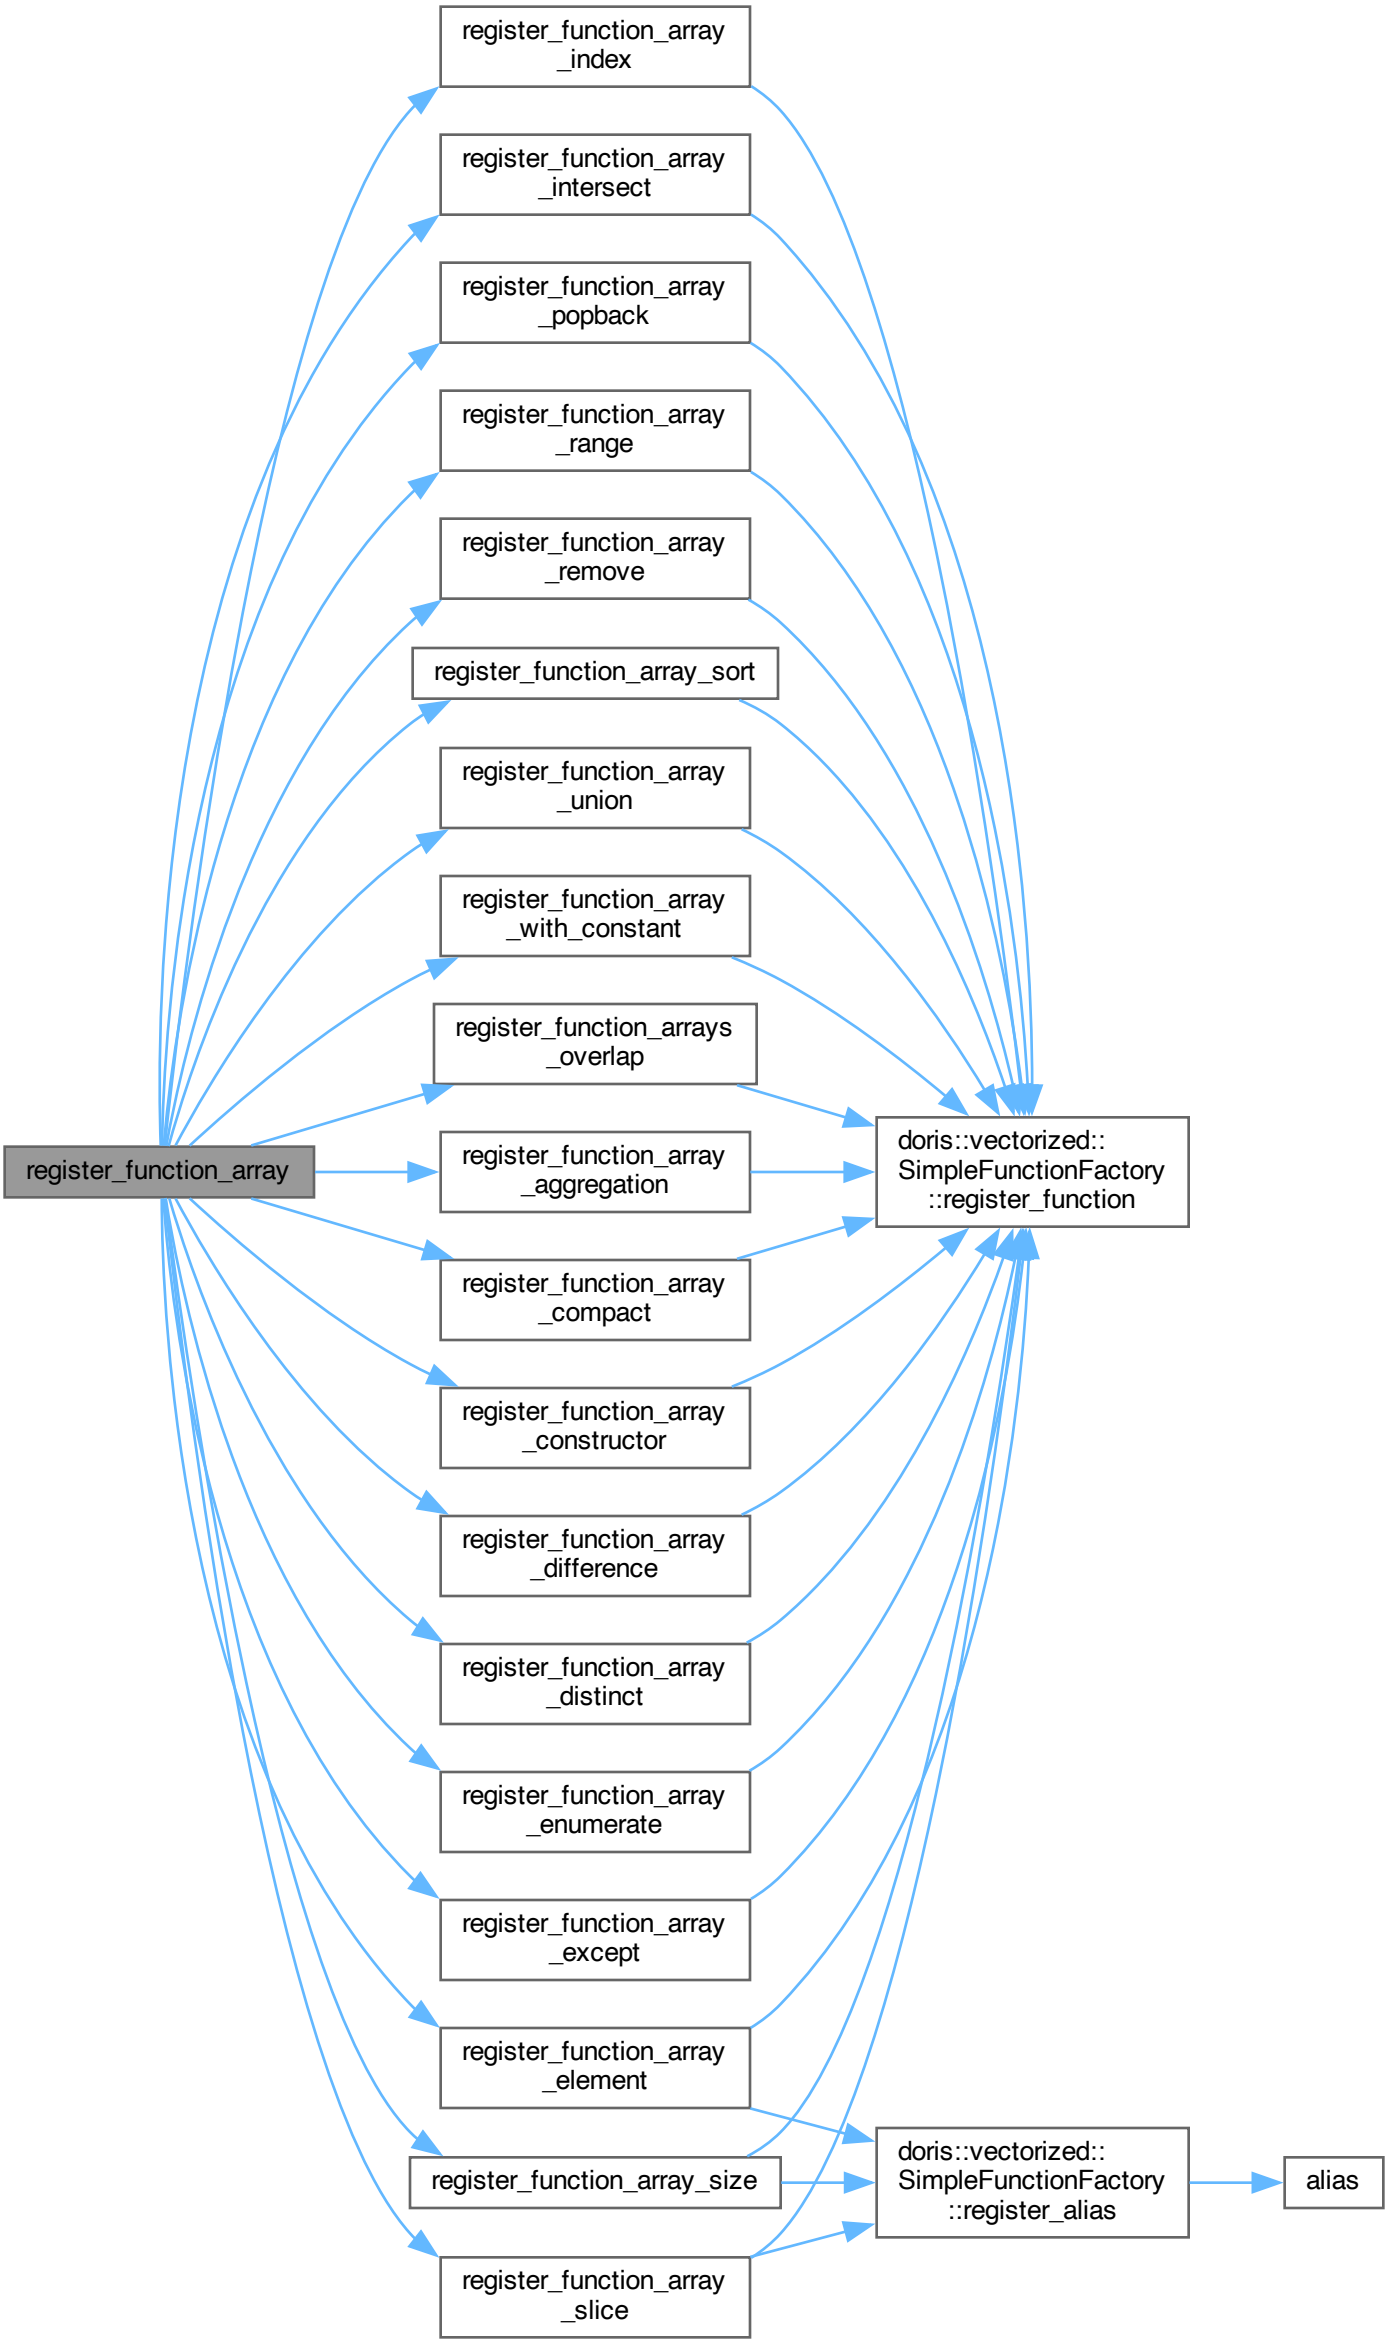 register_function_array
_index
register_function_array
_intersect
register_function_array
_popback
register_function_array
_range
register_function_array
_remove
register_function_array_sort
register_function_array
_union
register_function_array
_with_constant
register_function_arrays
_overlap
register_function_array
register_function_array
_aggregation
doris::vectorized::
SimpleFunctionFactory
::register_function
register_function_array
_compact
register_function_array
_constructor
register_function_array
_difference
register_function_array
_distinct
register_function_array
_enumerate
register_function_array
_except
register_function_array
_element
register_function_array_size
doris::vectorized::
SimpleFunctionFactory
::register_alias
alias
register_function_array
_slice